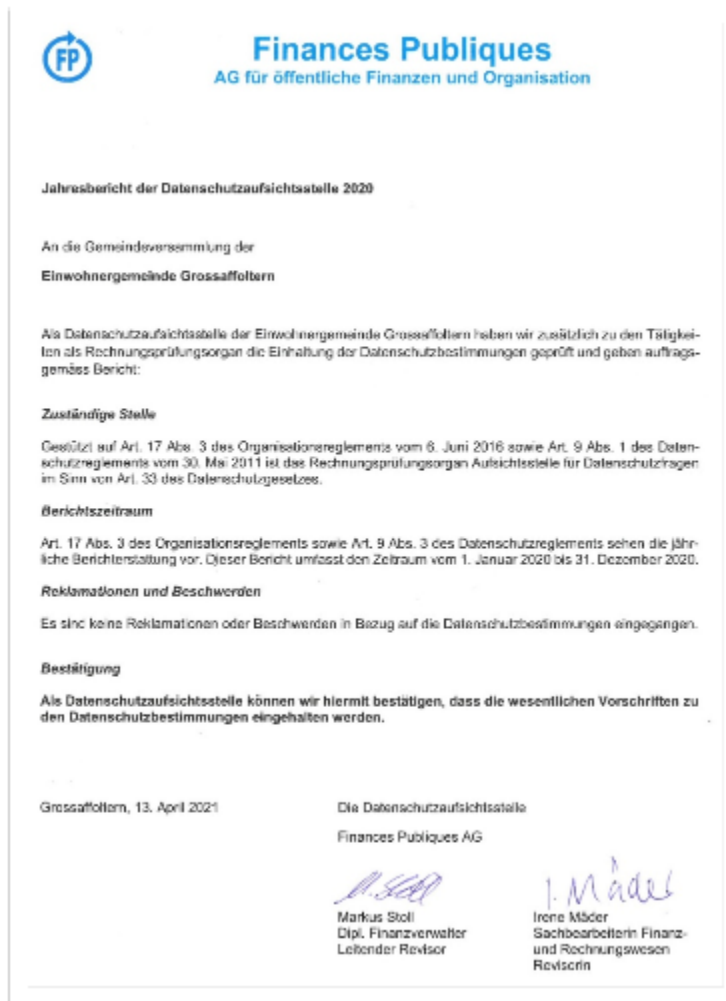 FP
Finances Publiques
AG für öffentliche Finanzen und Organisation
Jahresbericht der Datenschutzaufsichtsstelle 2020
An die Gemeindeversammlung der
Einwohnergemeinde Grossaffoltern
Als Datenschutzaufsichtsstelle der Einwohnergemeinde Grossaffoltern haben wir zusätzlich zu den Tätigkei-
ten als Rechnungsprüfungsorgan die Einhaltung der Datenschutzbestimmungen geprüft und geben auftrags-
gemäss Bericht:
Zuständige Stelle
Gestützt auf Art. 17 Abs. 3 des Organisationsreglements vom 6. Juni 2016 sowie Art. 9 Abs. 1 des Daten-
schutzreglements vom 30. Mai 2011 ist das Rechnungsprüfungsorgan Aufsichtsstelle für Datenschutzfragen
im Sinn von Art. 33 des Datenschutzgesetzes.
Berichtszeitraum
Art. 17 Abs. 3 des Organisationsreglements sowie Art. 9 Abs. 3 des Datenschutzreglements sehen die jähr-
liche Berichterstattung vor. Dieser Bericht umfasst den Zeitraum vom 1. Januar 2020 bis 31. Dezember 2020.
Reklamationen und Beschwerden
Es sind keine Reklamationen oder Beschwerden in Bezug auf die Datenschutzbestimmungen eingegangen.
Bestätigung
Als Datenschutzaufsichtsstelle können wir hiermit bestätigen, dass die wesentlichen Vorschriften zu
den Datenschutzbestimmungen eingehalten werden.
Grossaffoltern, 13. April 2021
Die Datenschutzaufsichtsstelle
Finances Publiques AG
M. Stoll
I. Mäder
Markus Stoll
Dipl. Finanzverwalter
Leitender Revisor
Irene Mäder
Sachbearbeiterin Finanz-
und Rechnungswesen
Revisorin